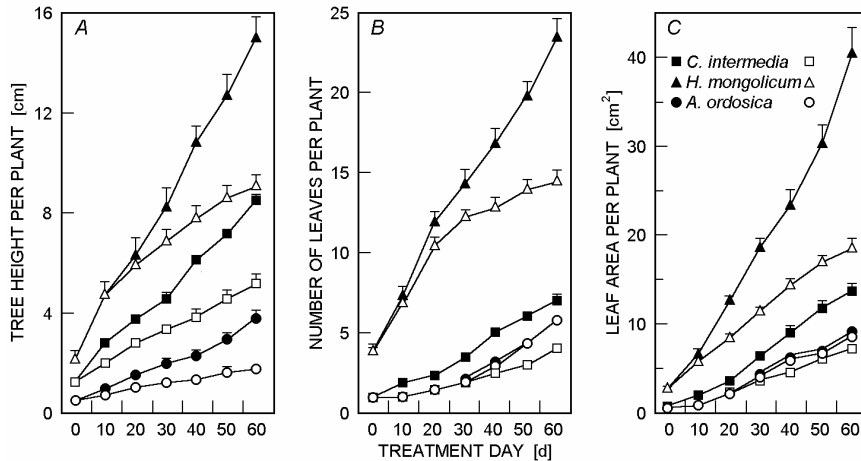 A
B
C
C. intermedia
H. mongolicum
A. ordosica
TREE HEIGHT PER PLANT [cm]
16
12
8
4
0
NUMBER OF LEAVES PER PLANT
25
20
15
10
5
0
LEAF AREA PER PLANT [cm²]
40
30
20
10
0
0 10 20 30 40 50 60
0 10 20 30 40 50 60
0 10 20 30 40 50 60
TREATMENT DAY [d]